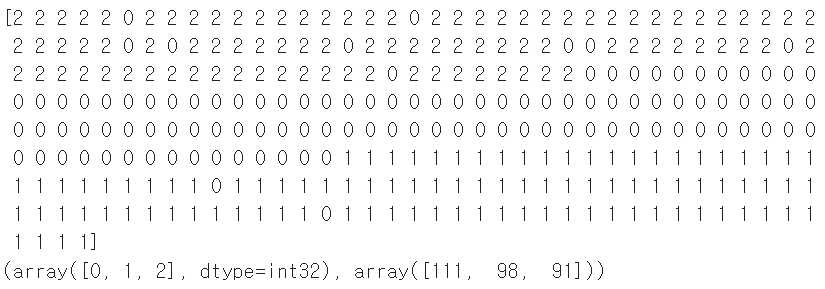 [2 2 2 2 2 0 2 2 2 2 2 2 2 2 2 2 2 2 0 2 2 2 2 2 2 2 2 2 2 2 2 2 2 2 2 2 2
2 2 2 2 2 0 2 0 2 2 2 2 2 2 2 0 2 2 2 2 2 2 2 2 2 0 0 2 2 2 2 2 2 2 2 0 2
2 2 2 2 2 2 2 2 2 2 2 2 2 2 2 2 2 0 2 2 2 2 2 2 2 2 0 0 0 0 0 0 0 0 0 0 0
0 0 0 0 0 0 0 0 0 0 0 0 0 0 0 0 0 0 0 0 0 0 0 0 0 0 0 0 0 0 0 0 0 0 0 0 0
0 0 0 0 0 0 0 0 0 0 0 0 0 0 0 0 0 0 0 0 0 0 0 0 0 0 0 0 0 0 0 0 0 0 0 0 0
0 0 0 0 0 0 0 0 0 0 0 0 0 0 0 1 1 1 1 1 1 1 1 1 1 1 1 1 1 1 1 1 1 1 1 1 1
1 1 1 1 1 1 1 1 1 0 1 1 1 1 1 1 1 1 1 1 1 1 1 1 1 1 1 1 1 1 1 1 1 1 1 1 1
1 1 1 1 1 1 1 1 1 1 1 1 1 1 0 1 1 1 1 1 1 1 1 1 1 1 1 1 1 1 1 1 1 1 1 1 1
1 1 1 1]
(array([0, 1, 2], dtype=int32), array([111,  98,  91]))